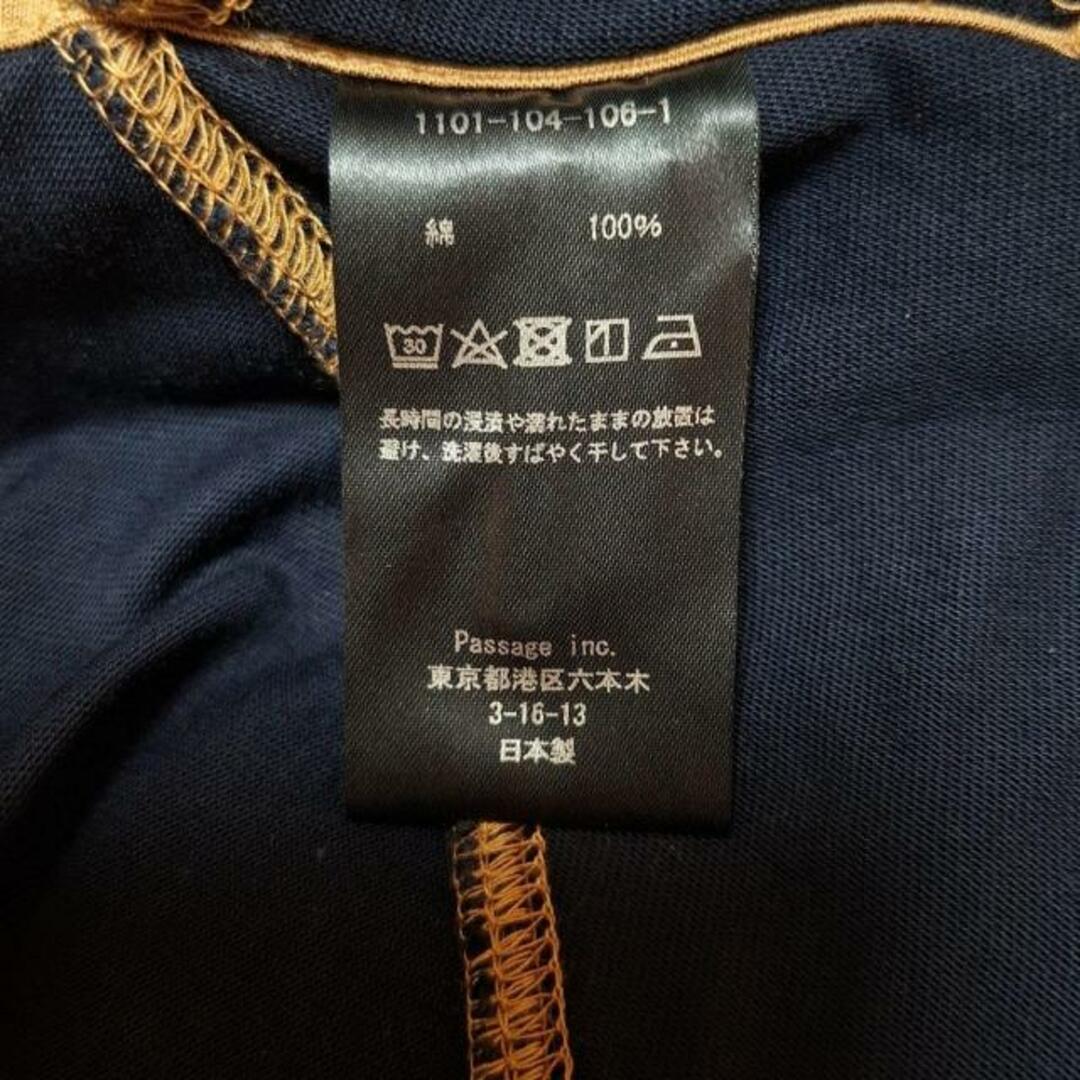 1101-104-106-1
綿 100%
30
長時間の浸漬や濡れたままの放置は
避け、洗濯後すばやく干して下さい。
Passage inc.
東京都港区六本木
3-16-13
日本製